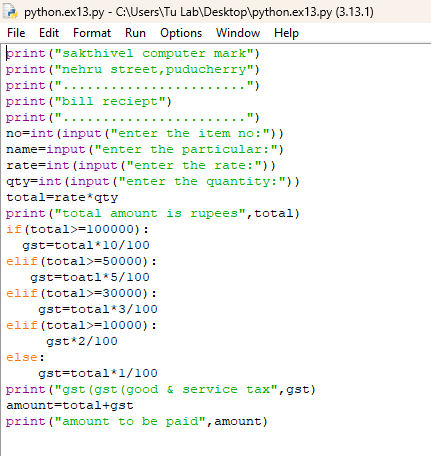 python.ex13.py - C:\Users\Tu Lab\Desktop\python.ex13.py (3.13.1)
File Edit Format Run Options Window Help
print("sakthivel computer mark")
print("nehru street,puducherry")
print(".......................")
print("bill reciept")
print(".......................")
no=int(input("enter the item no:"))
name=input("enter the particular:")
rate=int(input("enter the rate:"))
qty=int(input("enter the quantity:"))
total=rate*qty
print("total amount is rupees",total)
if(total>=100000):
  gst=total*10/100
elif(total>=50000):
   gst=toatl*5/100
elif(total>=30000):
    gst=total*3/100
elif(total>=10000):
     gst*2/100
else:
    gst=total*1/100
print("gst(gst(good & service tax",gst)
amount=total+gst
print("amount to be paid",amount)